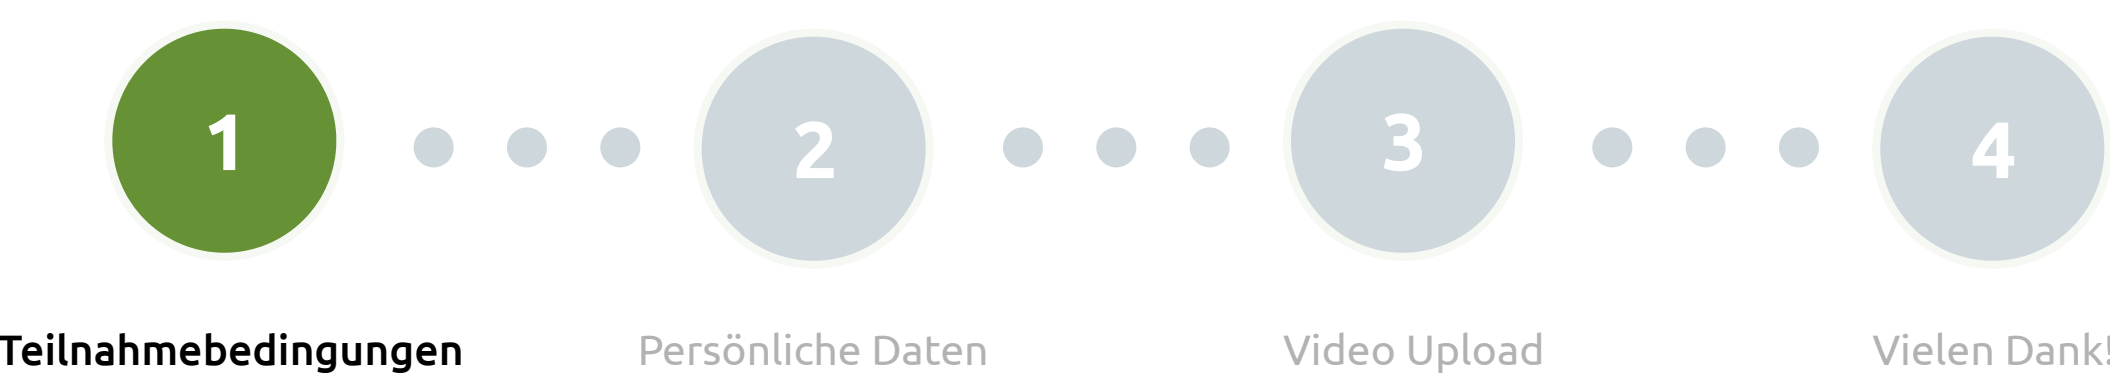 1 2 3 4
Teilnahmebedingungen Persönliche Daten Video Upload Vielen Dank!